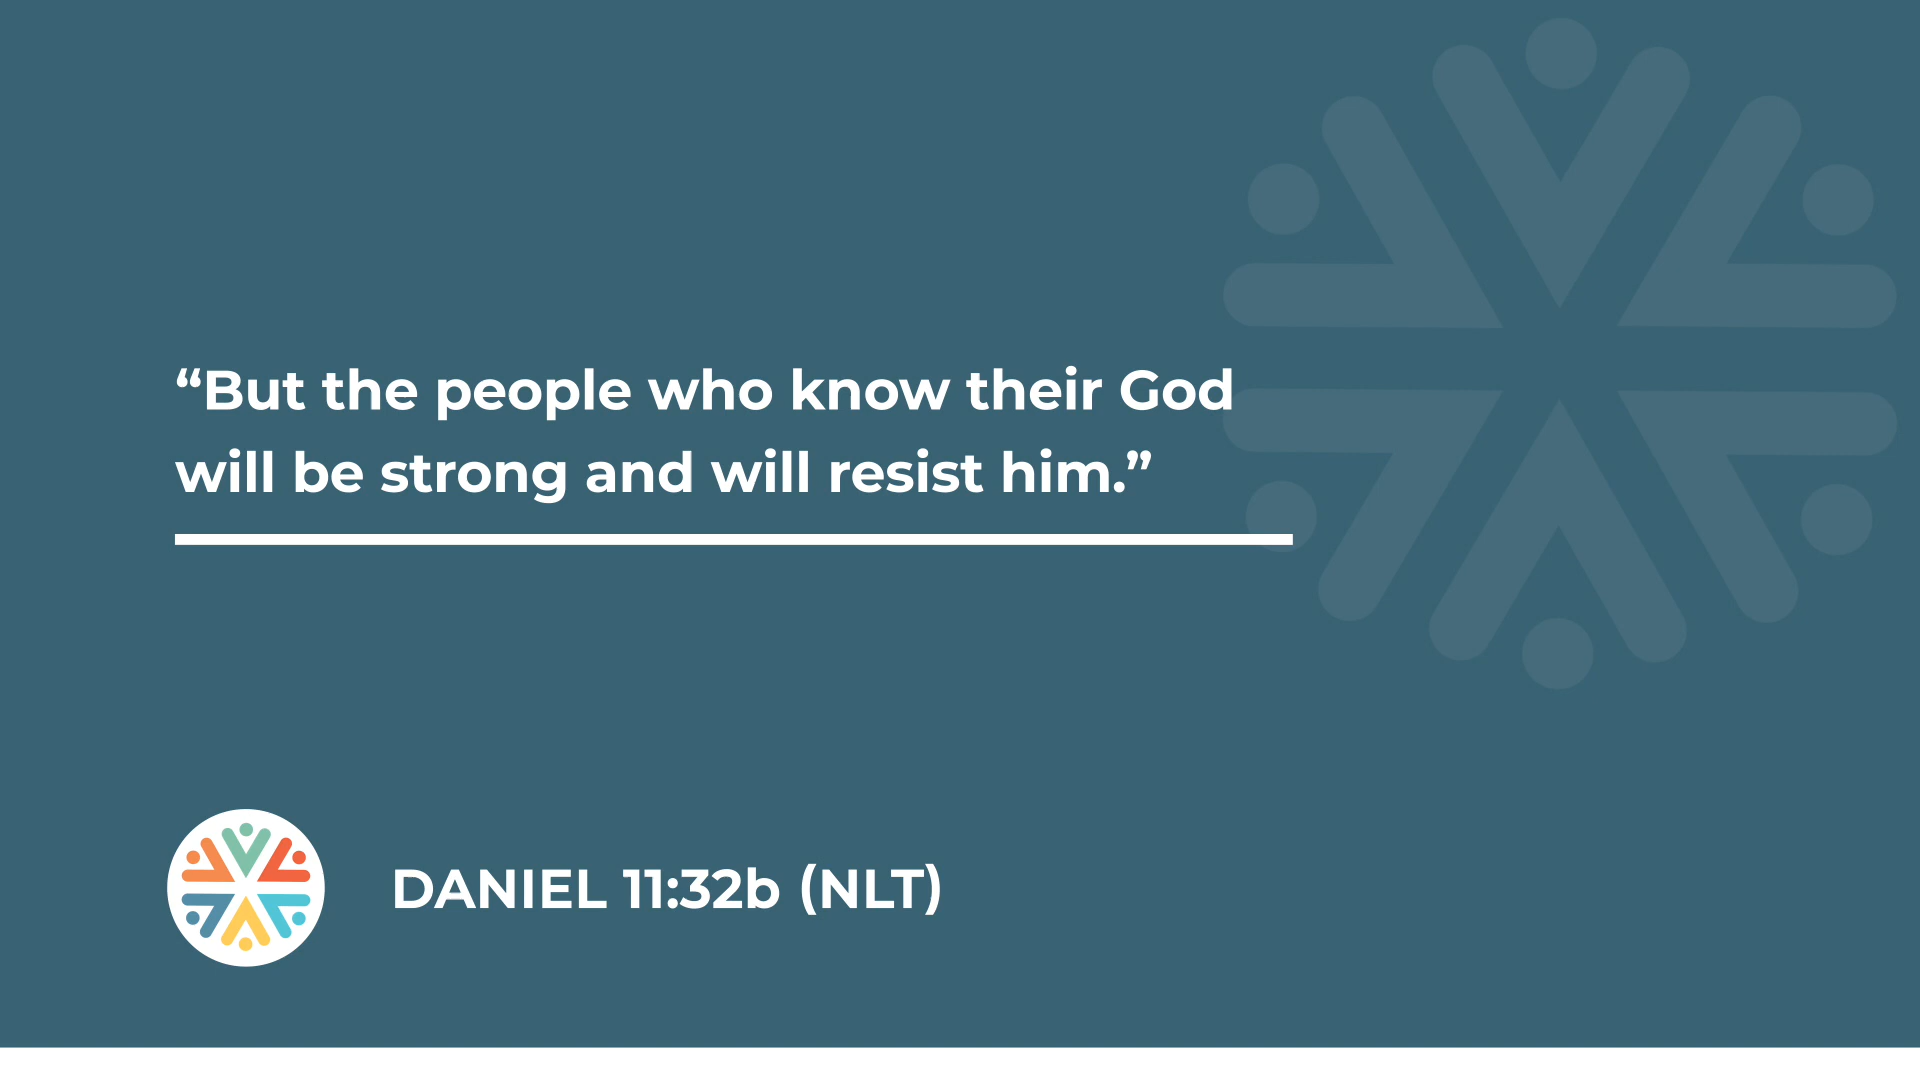 “But the people who know their God
will be strong and will resist him.”
DANIEL 11:32b (NLT)